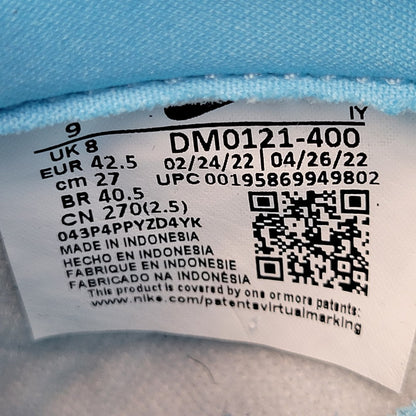 9 IY
UK 8 DM0121-400
EUR 42.5 02/24/22 | 04/26/22
cm 27 UPC 00195869949802
BR 40.5
CN 270(2.5)
043P4PPYZD4YK
MADE IN INDONESIA
HECHO EN INDONESIA
FABRIQUE EN INDONESIE
FABRICADO NA INDONÉSIA
This product is covered by one or more patents:
www.nike.com/patentsvirtualmarking